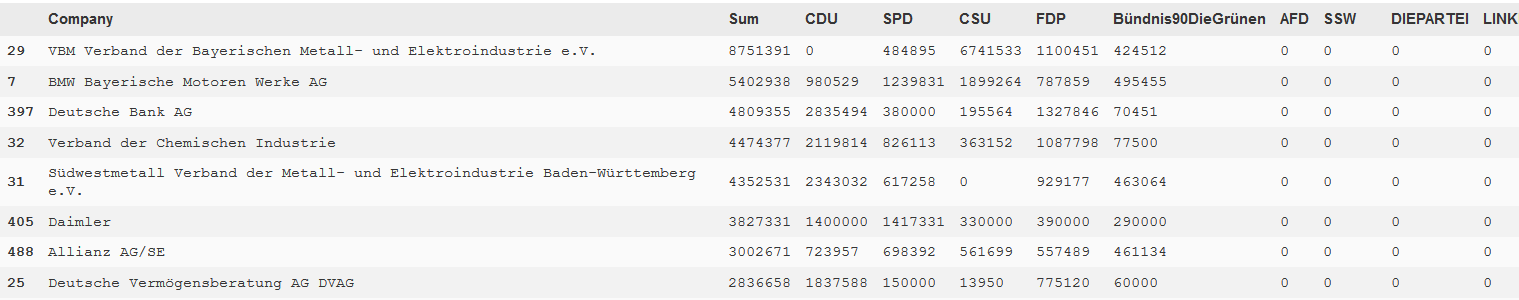 Company Sum CDU SPD CSU FDP Bündnis90DieGrünen AFD SSW DIEPARTEI LINK
29 VBM Verband der Bayerischen Metall- und Elektroindustrie e.V. 8751391 0 484895 6741533 1100451 424512 0 0 0 0
7 BMW Bayerische Motoren Werke AG 5402938 980529 1239831 1899264 787859 495455 0 0 0 0
397 Deutsche Bank AG 4809355 2835494 380000 195564 1327846 70451 0 0 0 0
32 Verband der Chemischen Industrie 4474377 2119814 826113 363152 1087798 77500 0 0 0 0
31 Südwestmetall Verband der Metall- und Elektroindustrie Baden-Württemberg
e.V. 4352531 2343032 617258 0 929177 463064 0 0 0 0
405 Daimler 3827331 1400000 1417331 330000 390000 290000 0 0 0 0
488 Allianz AG/SE 3002671 723957 698392 561699 557489 461134 0 0 0 0
25 Deutsche Vermögensberatung AG DVAG 2836658 1837588 150000 13950 775120 60000 0 0 0 0